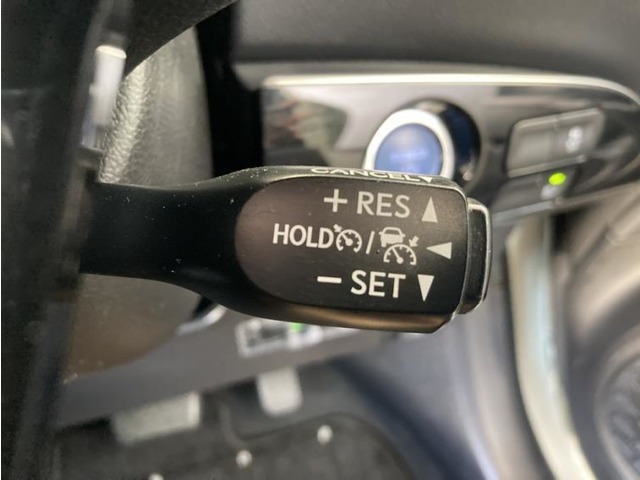 CANCEL
+ RES ▲
HOLD / ◀
− SET ▼